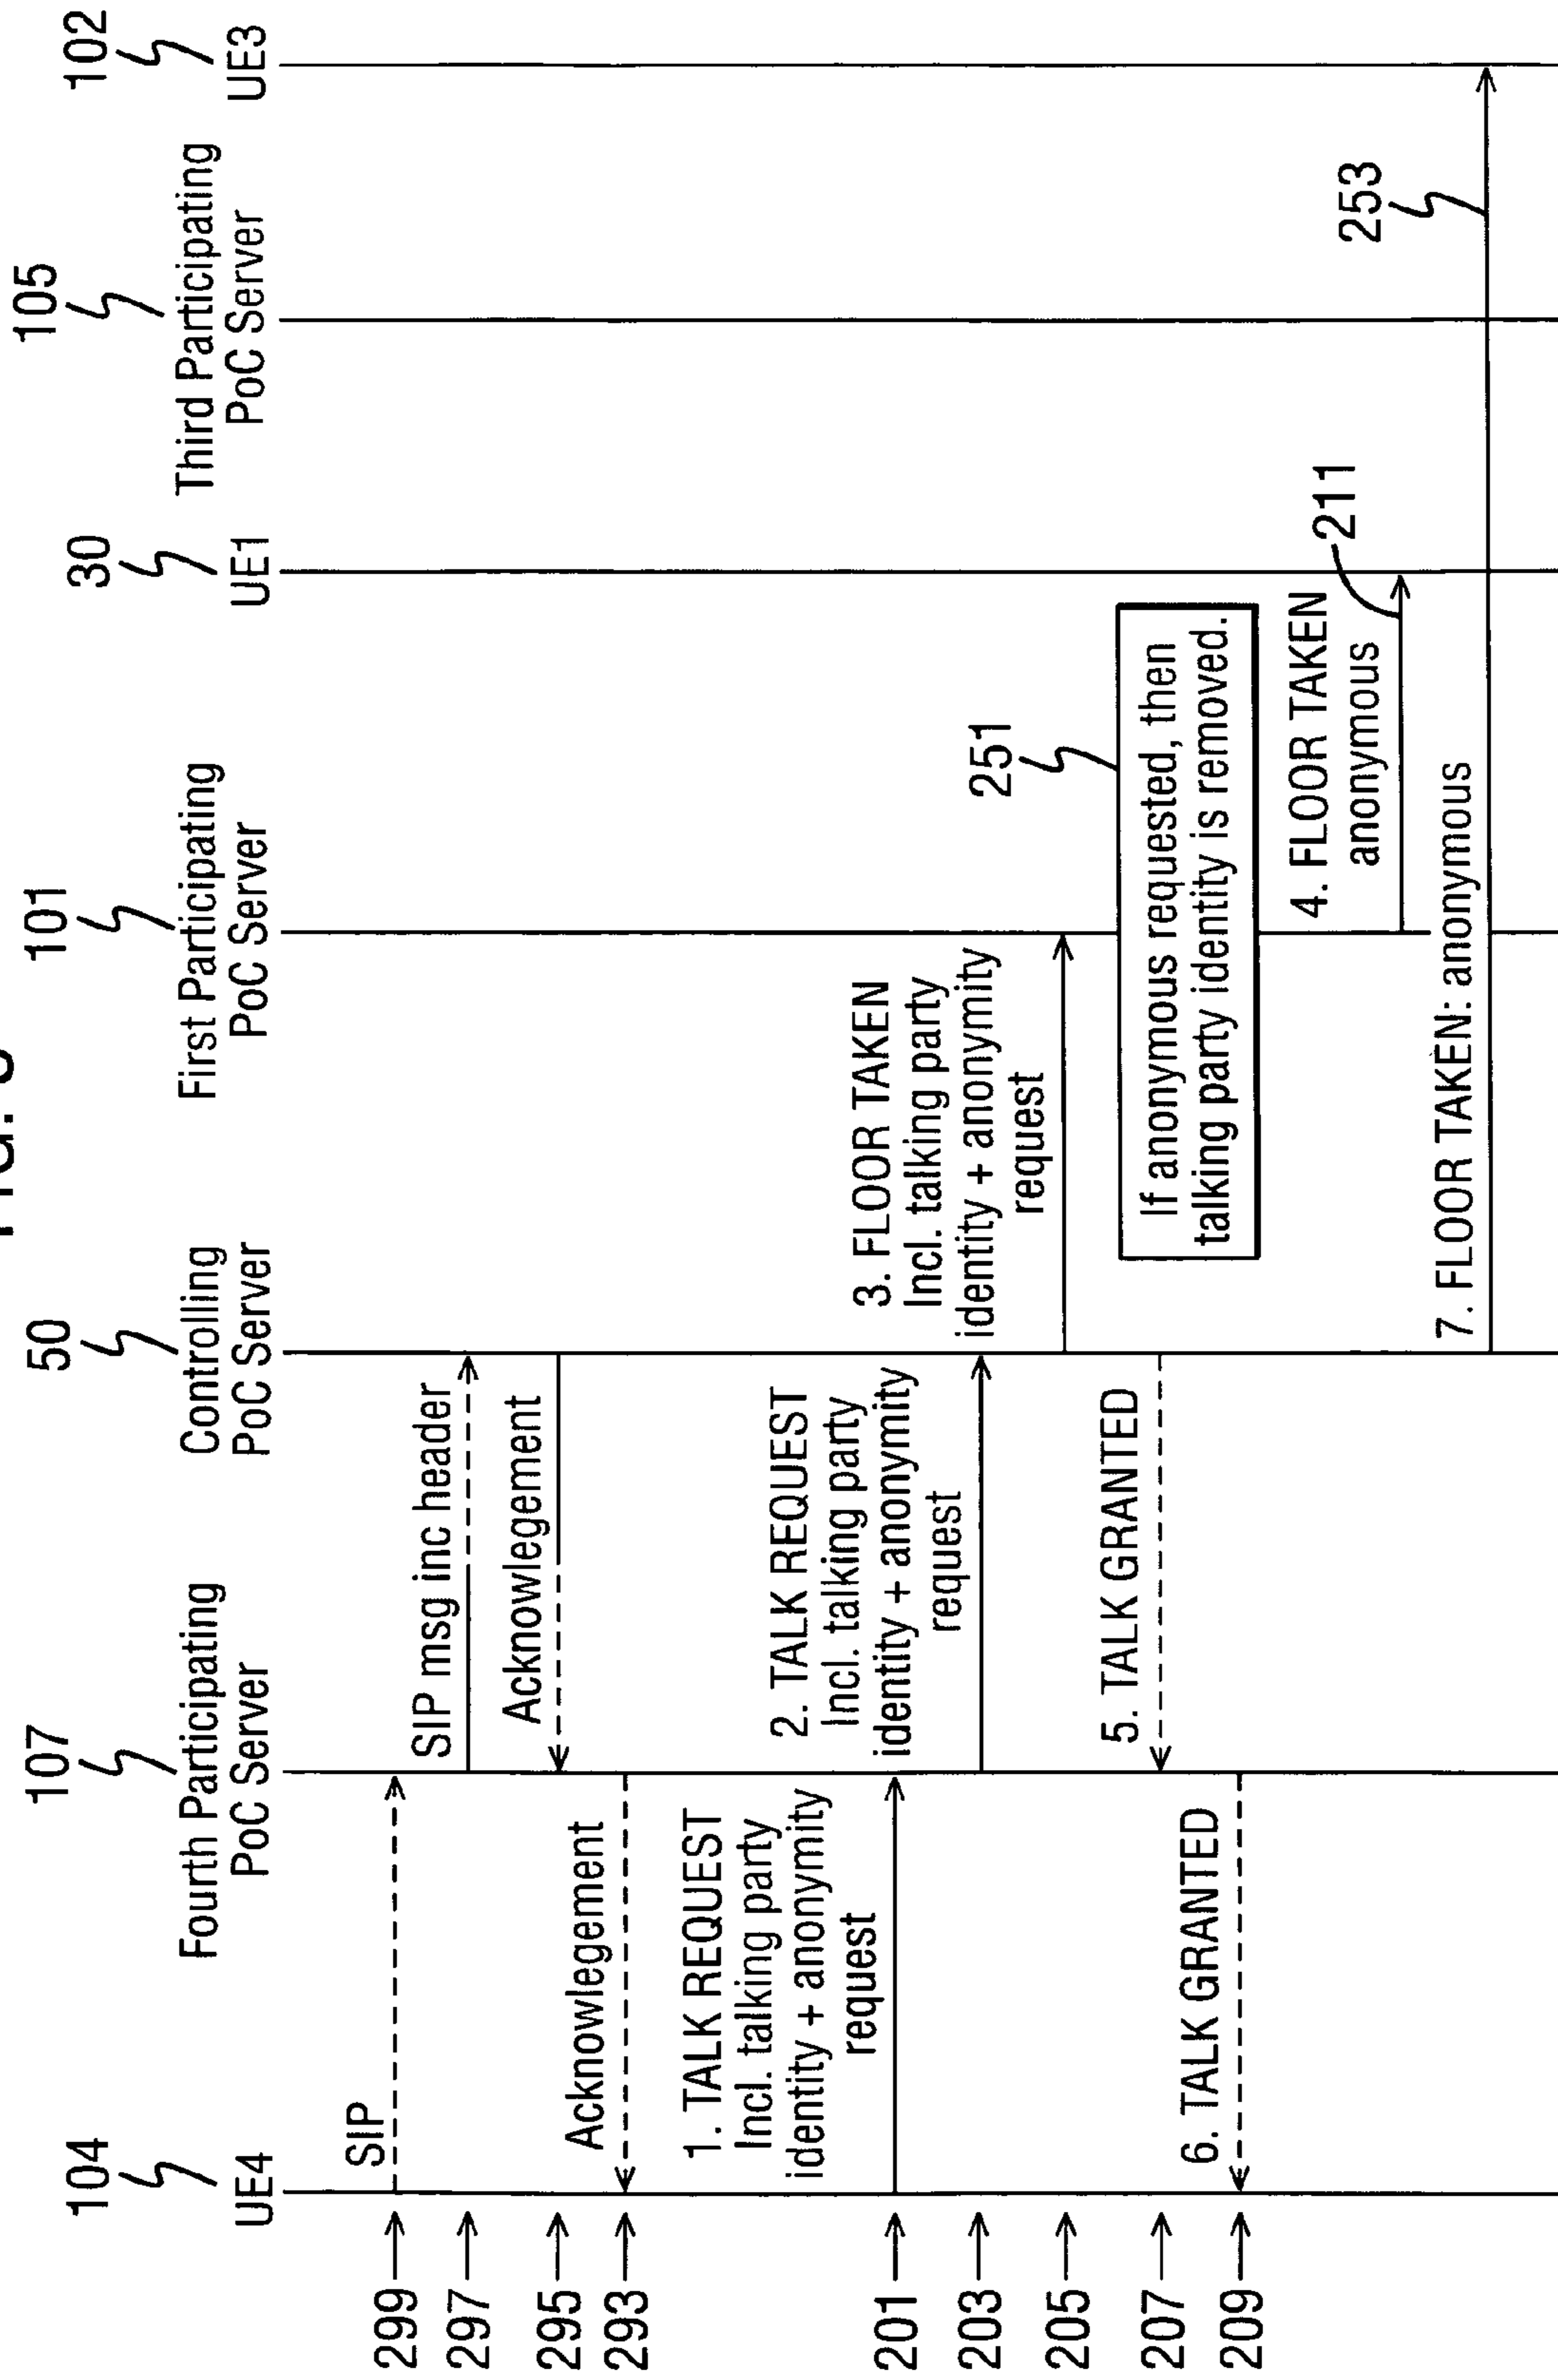 FIG.
104
UE4
107
Fourth Participating
PoC Server
50
Controlling
PoC Server
101
First Participating
PoC Server
30
UE1
105
Third Participating
PoC Server
102
UE3
299
SIP
297
SIP msg inc header
295
Acknowlegement
293
Acknowlegement
201
1. TALK REQUEST
Incl. talking party
identity + anonymity
request
203
2. TALK REQUEST
Incl. talking party
identity + anonymity
request
205
3. FLOOR TAKEN
Incl. talking party
identity + anonymity
request
251
If anonymous requested, then
talking party identity is removed.
207
5. TALK GRANTED
209
6. TALK GRANTED
4. FLOOR TAKEN
anonymous
211
7. FLOOR TAKEN: anonymous
253